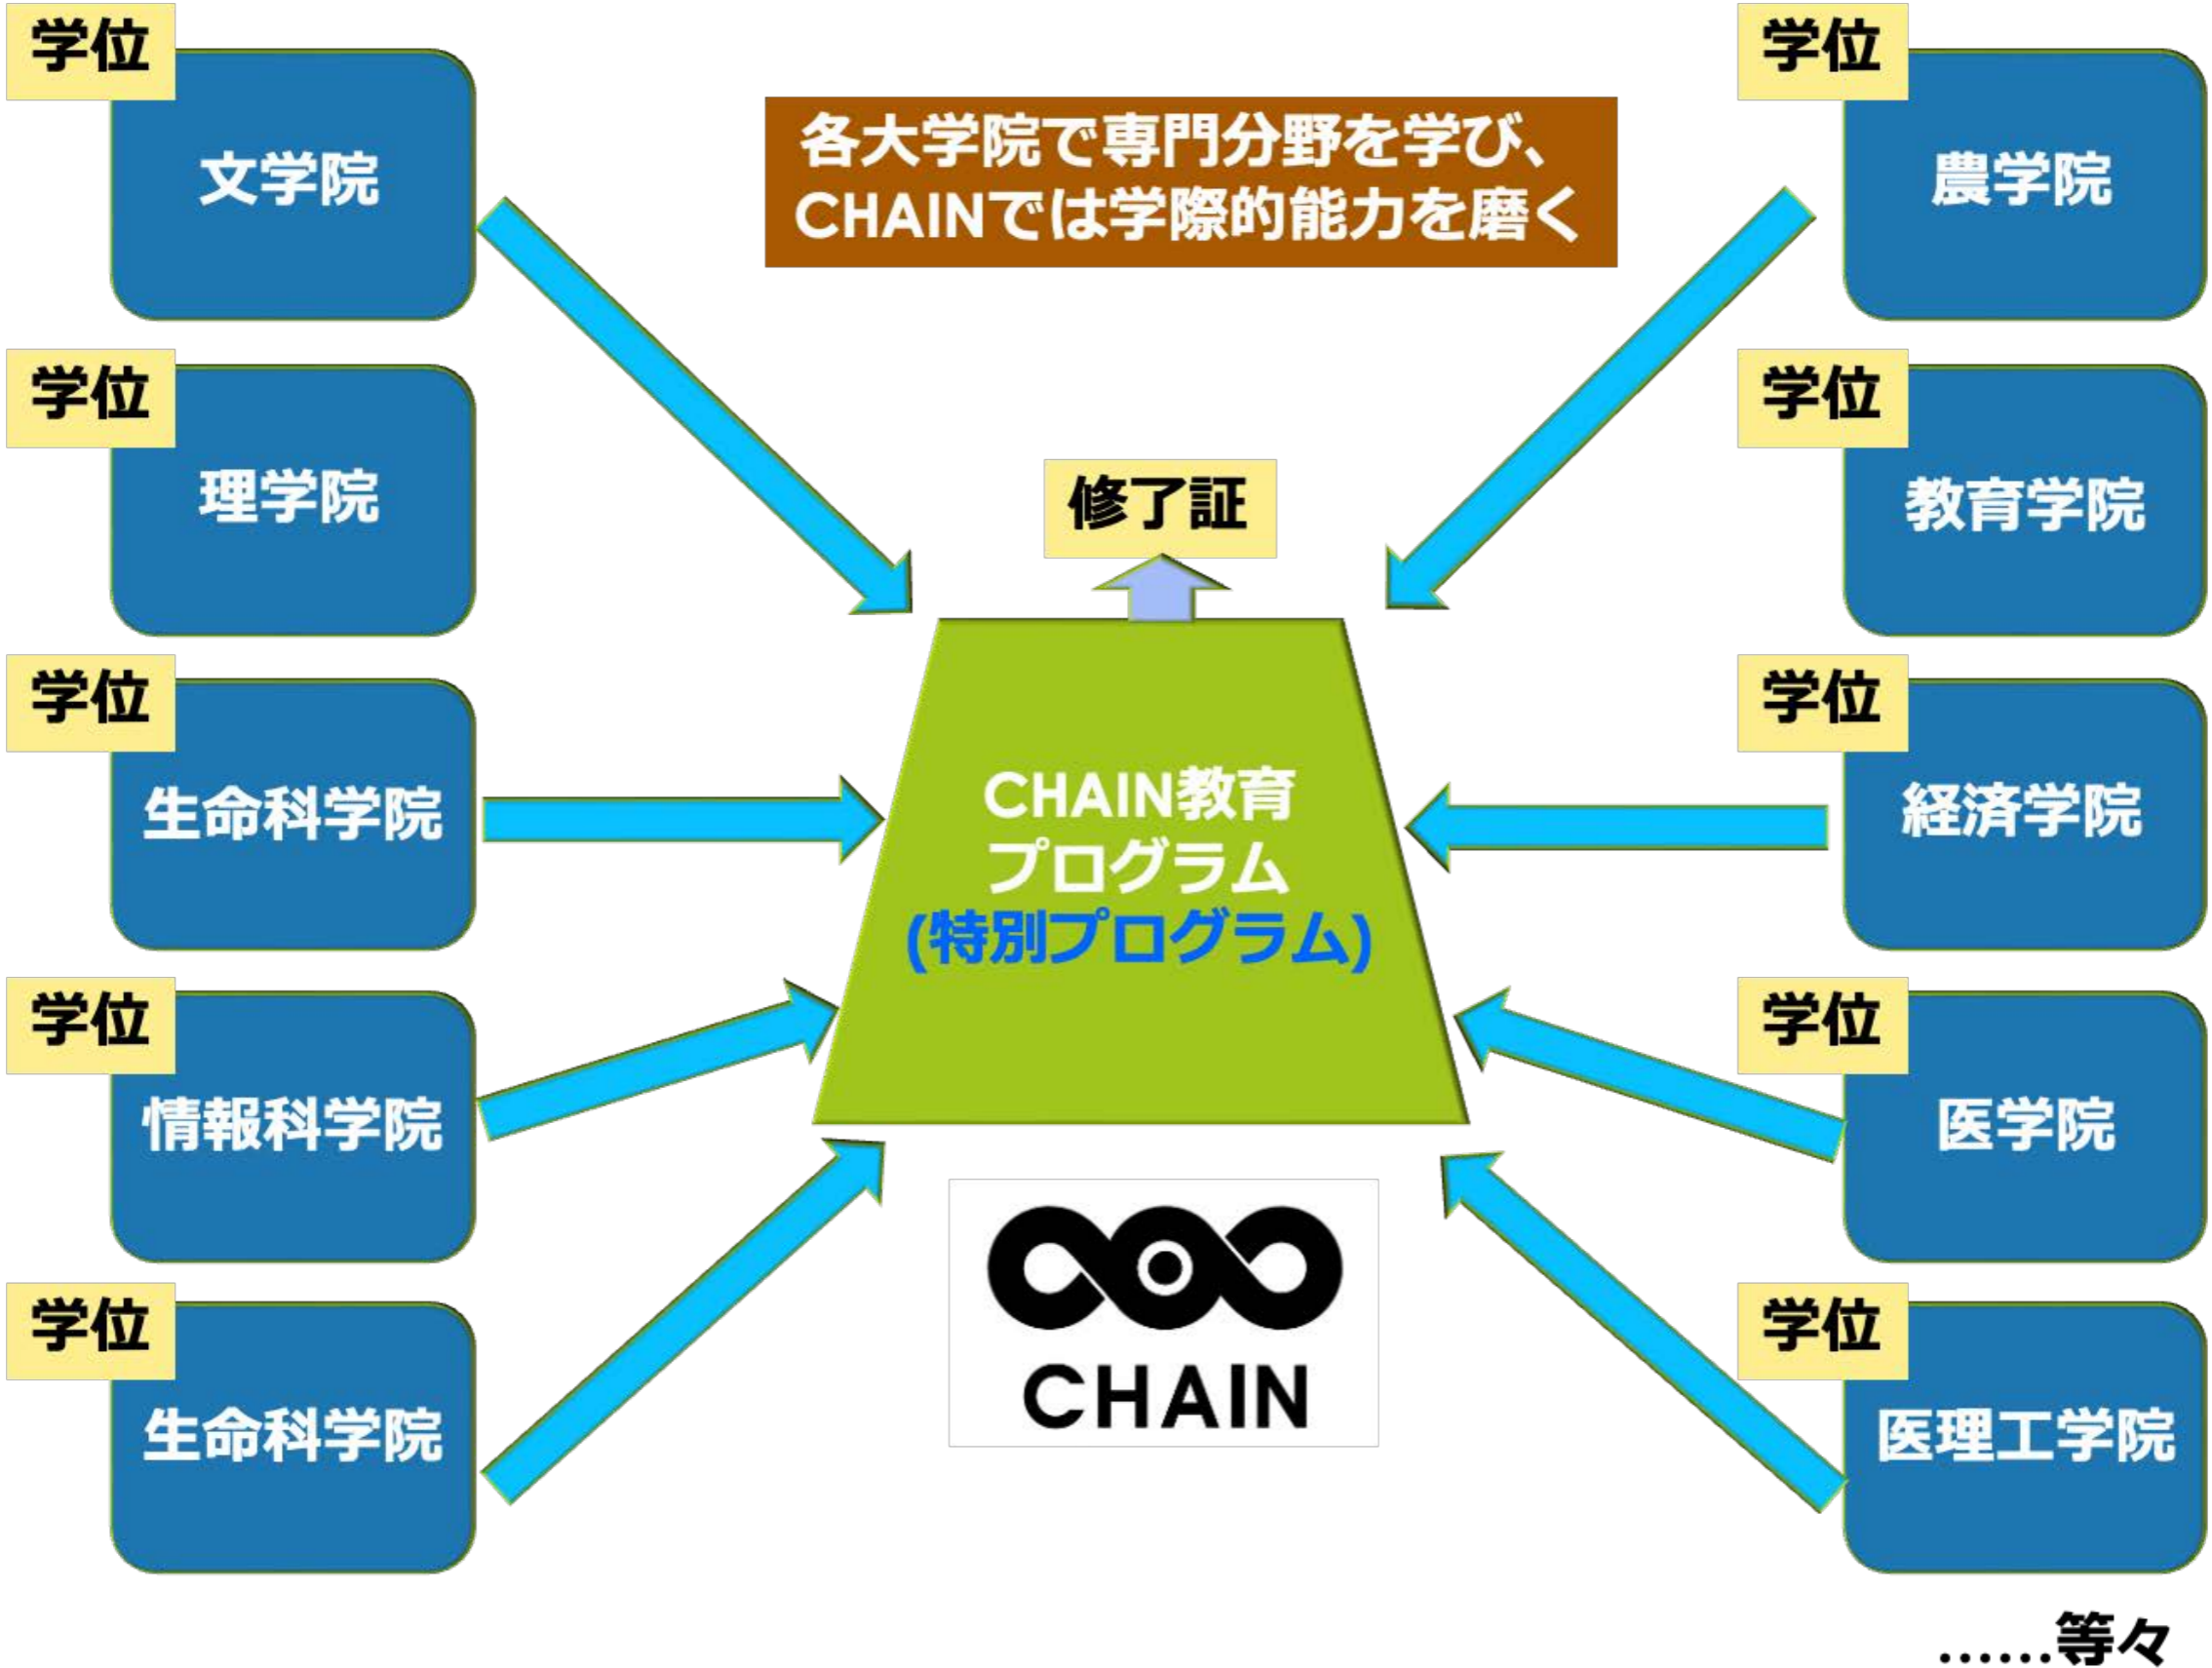 学位
文学院
学位
理学院
学位
生命科学院
学位
情報科学院
学位
生命科学院
各大学院で専門分野を学び、
CHAINでは学際的能力を磨く
修了証
CHAIN教育
プログラム
(特別プログラム)
CHAIN
学位
農学院
学位
教育学院
学位
経済学院
学位
医学院
学位
医理工学院
......等々